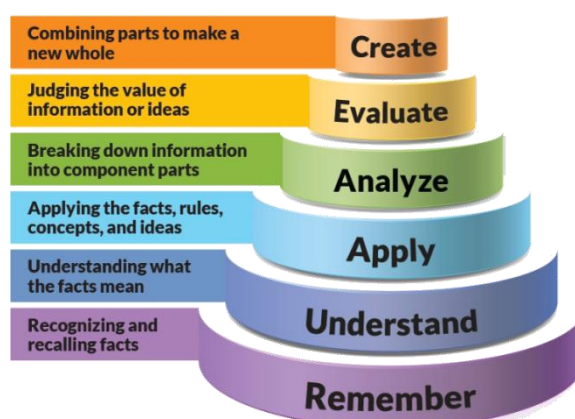 Combining parts to make a
new whole
Create
Judging the value of
information or ideas
Evaluate
Breaking down information
into component parts
Analyze
Applying the facts, rules,
concepts, and ideas
Apply
Understanding what
the facts mean
Understand
Recognizing and
recalling facts
Remember